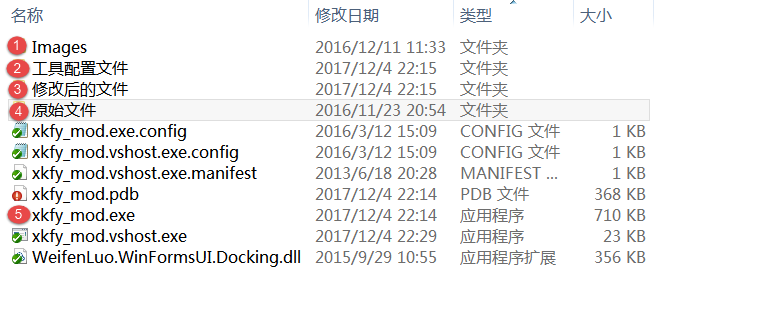 名称 修改日期 类型 大小
1 Images 2016/12/11 11:33 文件夹
2 工具配置文件 2017/12/4 22:15 文件夹
3 修改后的文件 2017/12/4 22:15 文件夹
4 原始文件 2016/11/23 20:54 文件夹
xkfy_mod.exe.config 2016/3/12 15:09 CONFIG 文件 1 KB
xkfy_mod.vshost.exe.config 2016/3/12 15:09 CONFIG 文件 1 KB
xkfy_mod.vshost.exe.manifest 2013/6/18 20:28 MANIFEST ... 1 KB
xkfy_mod.pdb 2017/12/4 22:14 PDB 文件 368 KB
5 xkfy_mod.exe 2017/12/4 22:14 应用程序 710 KB
xkfy_mod.vshost.exe 2017/12/4 22:29 应用程序 23 KB
WeifenLuo.WinFormsUI.Docking.dll 2015/9/29 10:55 应用程序扩展 356 KB